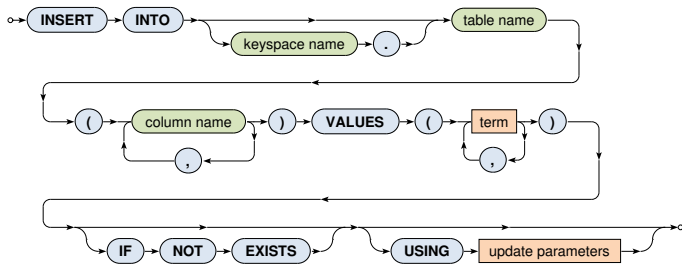 INSERT INTO table name
keyspace name .
( column name ) VALUES ( term )
, ,
IF NOT EXISTS USING update parameters